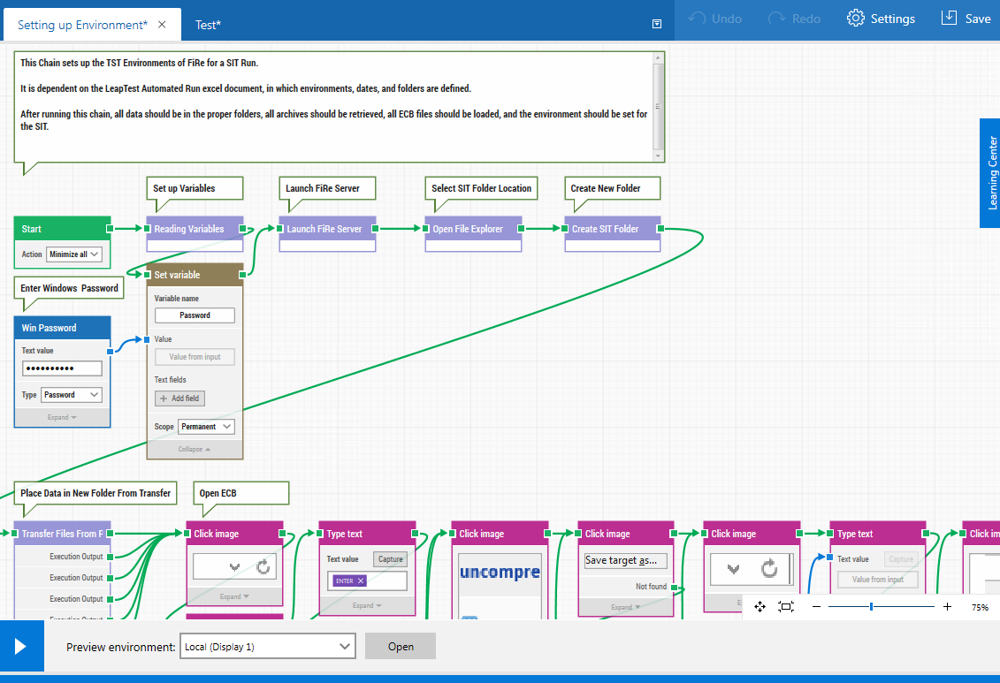 Setting up Environment*
Test*
Undo
Redo
Settings
Save
This Chain sets up the TST Environments of FiRe for a SIT Run.
It is dependent on the LeapTest Automated Run excel document, in which environments, dates, and folders are defined.
After running this chain, all data should be in the proper folders, all archives should be retrieved, all ECB files should be loaded, and the environment should be set for
the SIT.
Learning Center
Set up Variables
Launch FiRe Server
Select SIT Folder Location
Create New Folder
Start
Reading Variables
Launch FiRe Server
Open File Explorer
Create SIT Folder
Action Minimize all
Set variable
Enter Windows Password
Variable name
Password
Win Password
Value
Text value
Value from input
••••••••••
Text fields
+ Add field
Type Password
Expand
Scope Permanent
Collapse
Place Data in New Folder From Transfer
Open ECB
Transfer Files From
Click image
Type text
Click image
Click image
Click image
Type text
Click im
Execution Output
Text value Capture
Save target as...
Text value Capture
uncompre
Execution Output
ENTER X
Value from input
Not found
Execution Output
Expand
Expand
Expand
Execution Output
75%
Preview environment: Local (Display 1)
Open